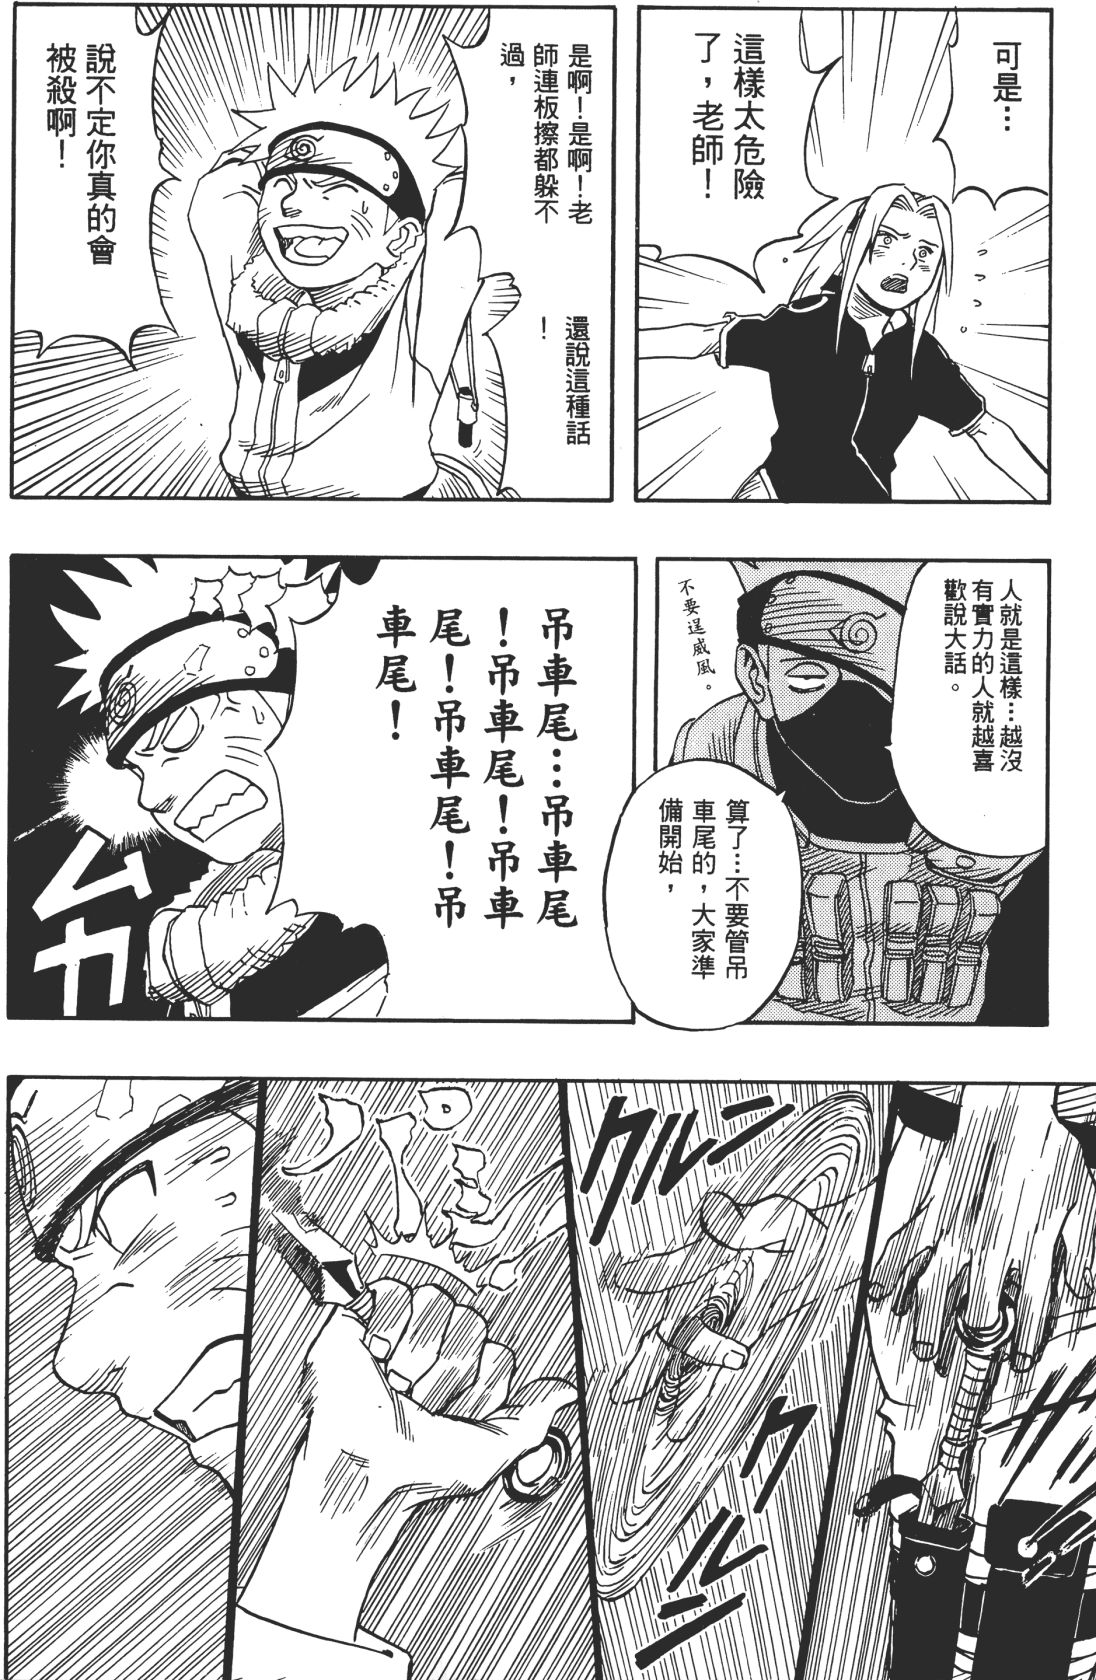 可是…
這樣太危險
了，老師！
是啊！是啊！老
師連板擦都躲不
過，
還說這種話
！
說不定你真的會
被殺啊！
人就是這樣…越沒
有實力的人就越喜
歡說大話。
不要逞威風。
算了…不要管吊
車尾的，大家準
備開始，
吊車尾…吊車尾
！吊車尾！吊車
尾！吊車尾！吊
車尾！
ムカ
クルン
クルン